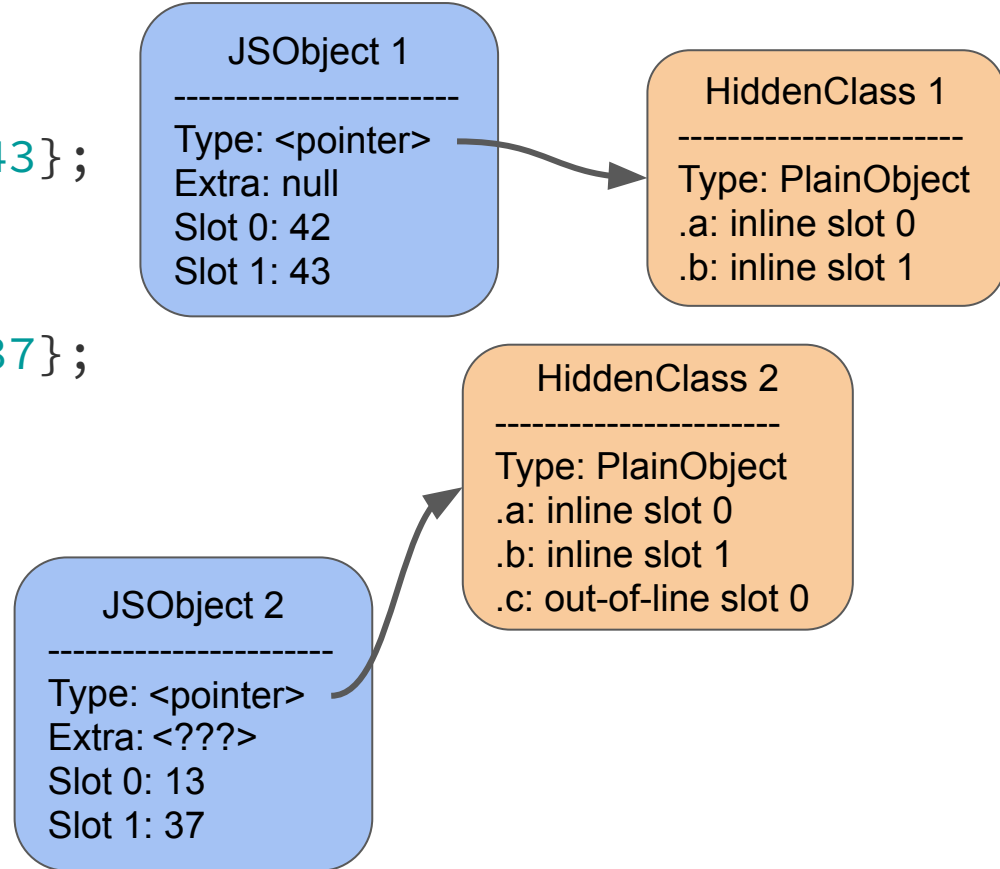 JSObject 1
-----------------------
Type: <pointer>
Extra: null
Slot 0: 42
Slot 1: 43
HiddenClass 1
-----------------------
Type: PlainObject
.a: inline slot 0
.b: inline slot 1
3};
37};
HiddenClass 2
-----------------------
Type: PlainObject
.a: inline slot 0
.b: inline slot 1
.c: out-of-line slot 0
JSObject 2
-----------------------
Type: <pointer>
Extra: <???>
Slot 0: 13
Slot 1: 37